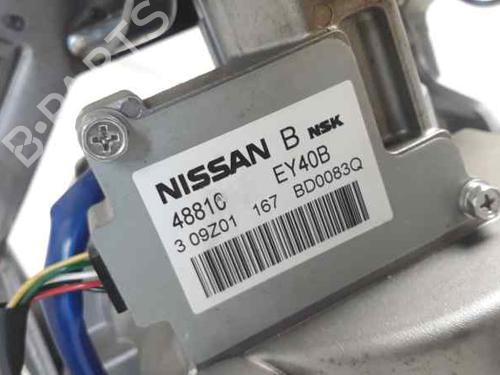 B-PARTS
NISSAN B NSK
48810 EY40B
3 09Z01 167 BD0083Q